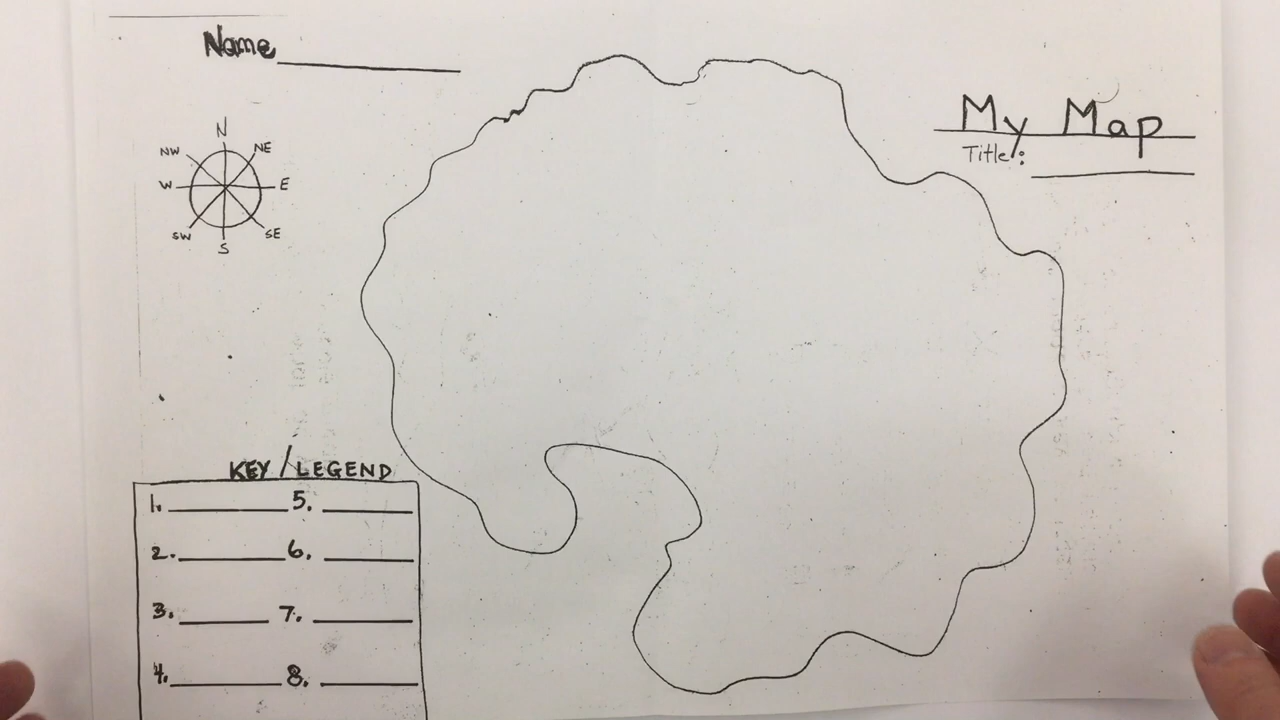 Name
My Map
Title:
N
NW NE
W E
SW SE
S
KEY/LEGEND
1. 5.
2. 6.
3. 7.
4. 8.